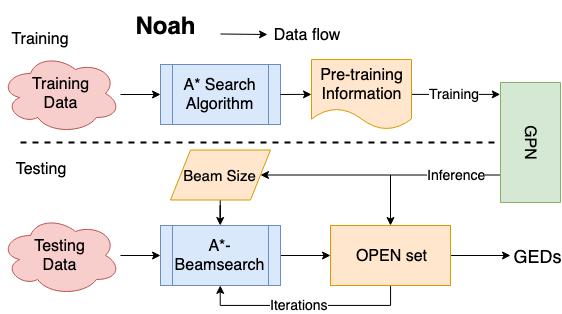 Noah
Data flow
Training
Training
Data
A* Search
Algorithm
Pre-training
Information
Training
GPN
Testing
Beam Size
Inference
Testing
Data
A*-
Beamsearch
OPEN set
GEDs
Iterations